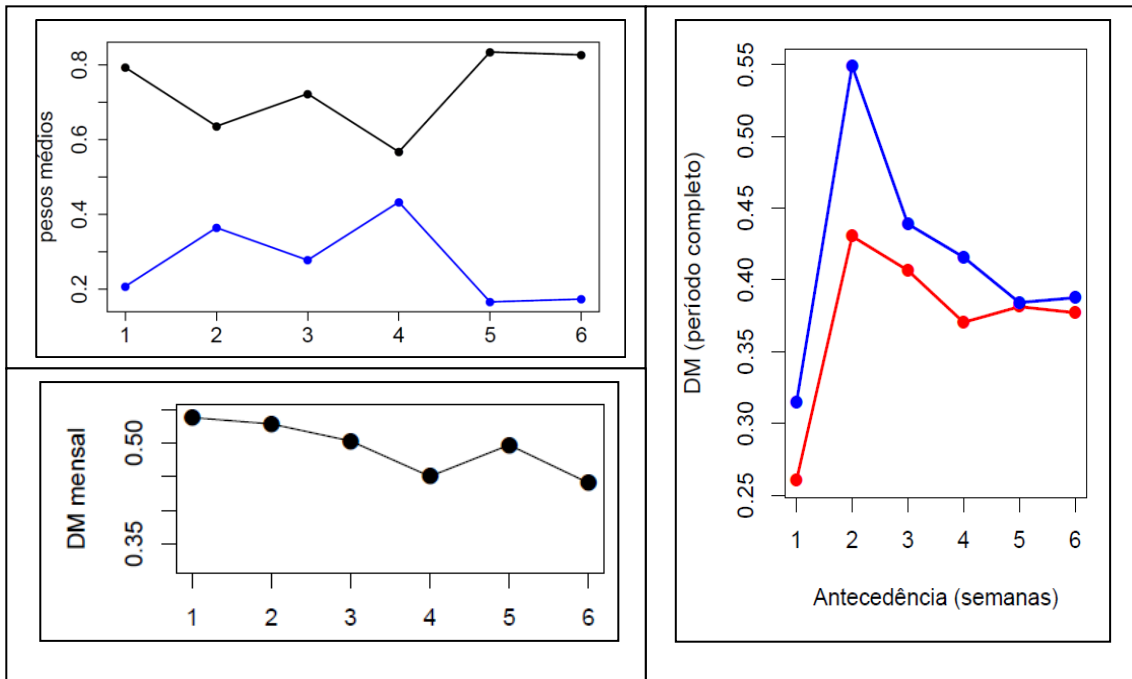 pesos médios
0.8
0.6
0.4
0.2
1 2 3 4 5 6
DM mensal
0.50
0.35
1 2 3 4 5 6
DM (período completo)
0.55
0.50
0.45
0.40
0.35
0.30
0.25
1 2 3 4 5 6
Antecedência (semanas)